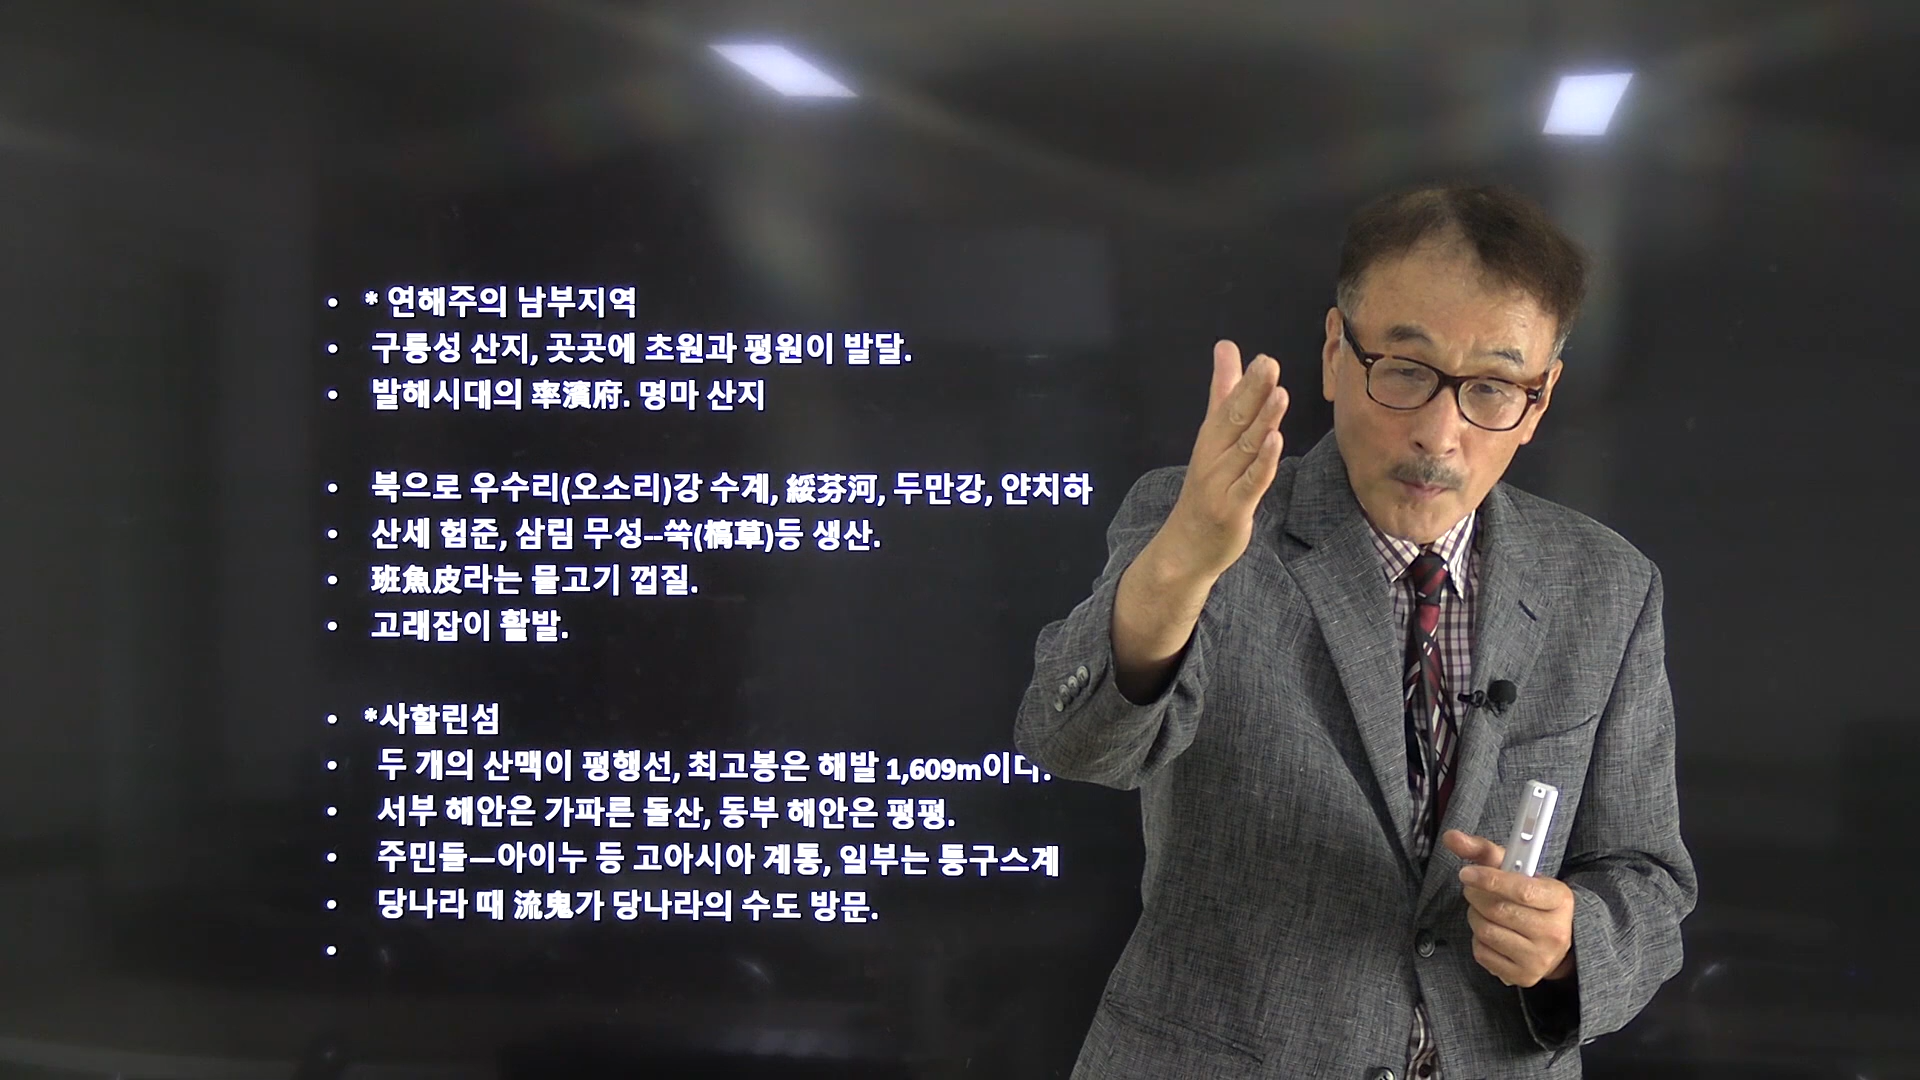 • * 연해주의 남부지역
• 구릉성 산지, 곳곳에 초원과 평원이 발달.
• 발해시대의 率濱府. 명마 산지
• 북으로 우수리(오소리)강 수계, 綏芬河, 두만강, 얀치하
• 산세 험준, 삼림 무성--쑥(槁草)등 생산.
• 班魚皮라는 물고기 껍질.
• 고래잡이 활발.
• *사할린섬
• 두 개의 산맥이 평행선, 최고봉은 해발 1,609m이다.
• 서부 해안은 가파른 돌산, 동부 해안은 평평.
• 주민들—아이누 등 고아시아 계통, 일부는 퉁구스계
• 당나라 때 流鬼가 당나라의 수도 방문.
•